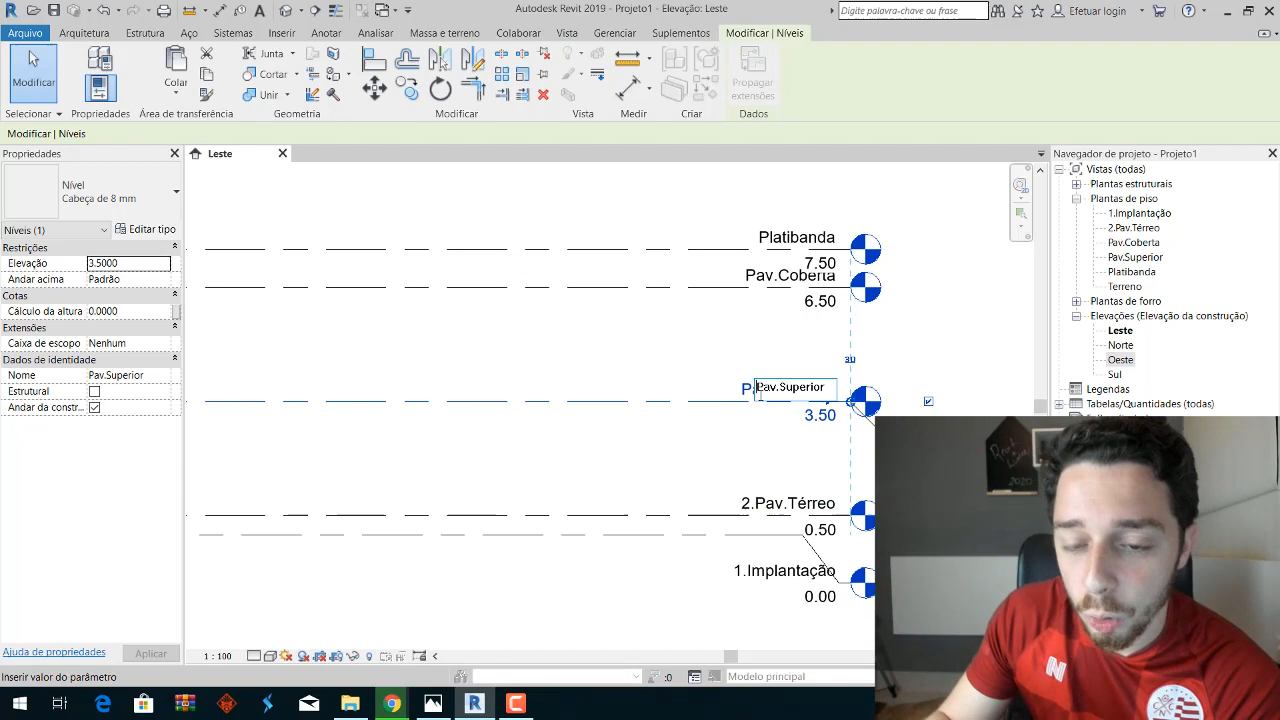 Autodesk Revit 2019 - Projeto1 - Elevação: Leste
Digite palavra-chave ou frase
Efetuar login
Arquivo Arquitetura Estrutura Aço Sistemas Inserir Anotar Analisar Massa e terreno Colaborar Vista Gerenciar Suplementos Modificar | Níveis
Modificar
Colar
Junta
Cortar
Unir
Propagar extensões
Selecionar Propriedades Área de transferência Geometria Modificar Vista Medir Criar Dados
Modificar | Níveis
Propriedades
Nível
Cabeça de 8 mm
Níveis (1)
Editar tipo
Restrições
Elevação 3.5000
Andar acima Padrão
Cotas
Cálculo da altura 0.0000
Extensões
Caixa de escopo Nenhum
Dados de identidade
Nome Pav.Superior
Estrutural
Andar da constr...
Ajuda de propriedades
Aplicar
Leste
Platibanda
7.50
Pav.Coberta
6.50
3D
Pav.Superior
3.50
2.Pav.Térreo
0.50
1.Implantação
0.00
Navegador de projeto - Projeto1
Vistas (todas)
Plantas estruturais
Plantas de piso
1.Implantação
2.Pav.Térreo
Pav.Coberta
Pav.Superior
Platibanda
Terreno
Plantas de forro
Elevações (Elevação da construção)
Leste
Norte
Oeste
Sul
Legendas
Tabelas/Quantidades (todas)
1 : 100
Inserir valor do parâmetro
:0
Modelo principal
2020